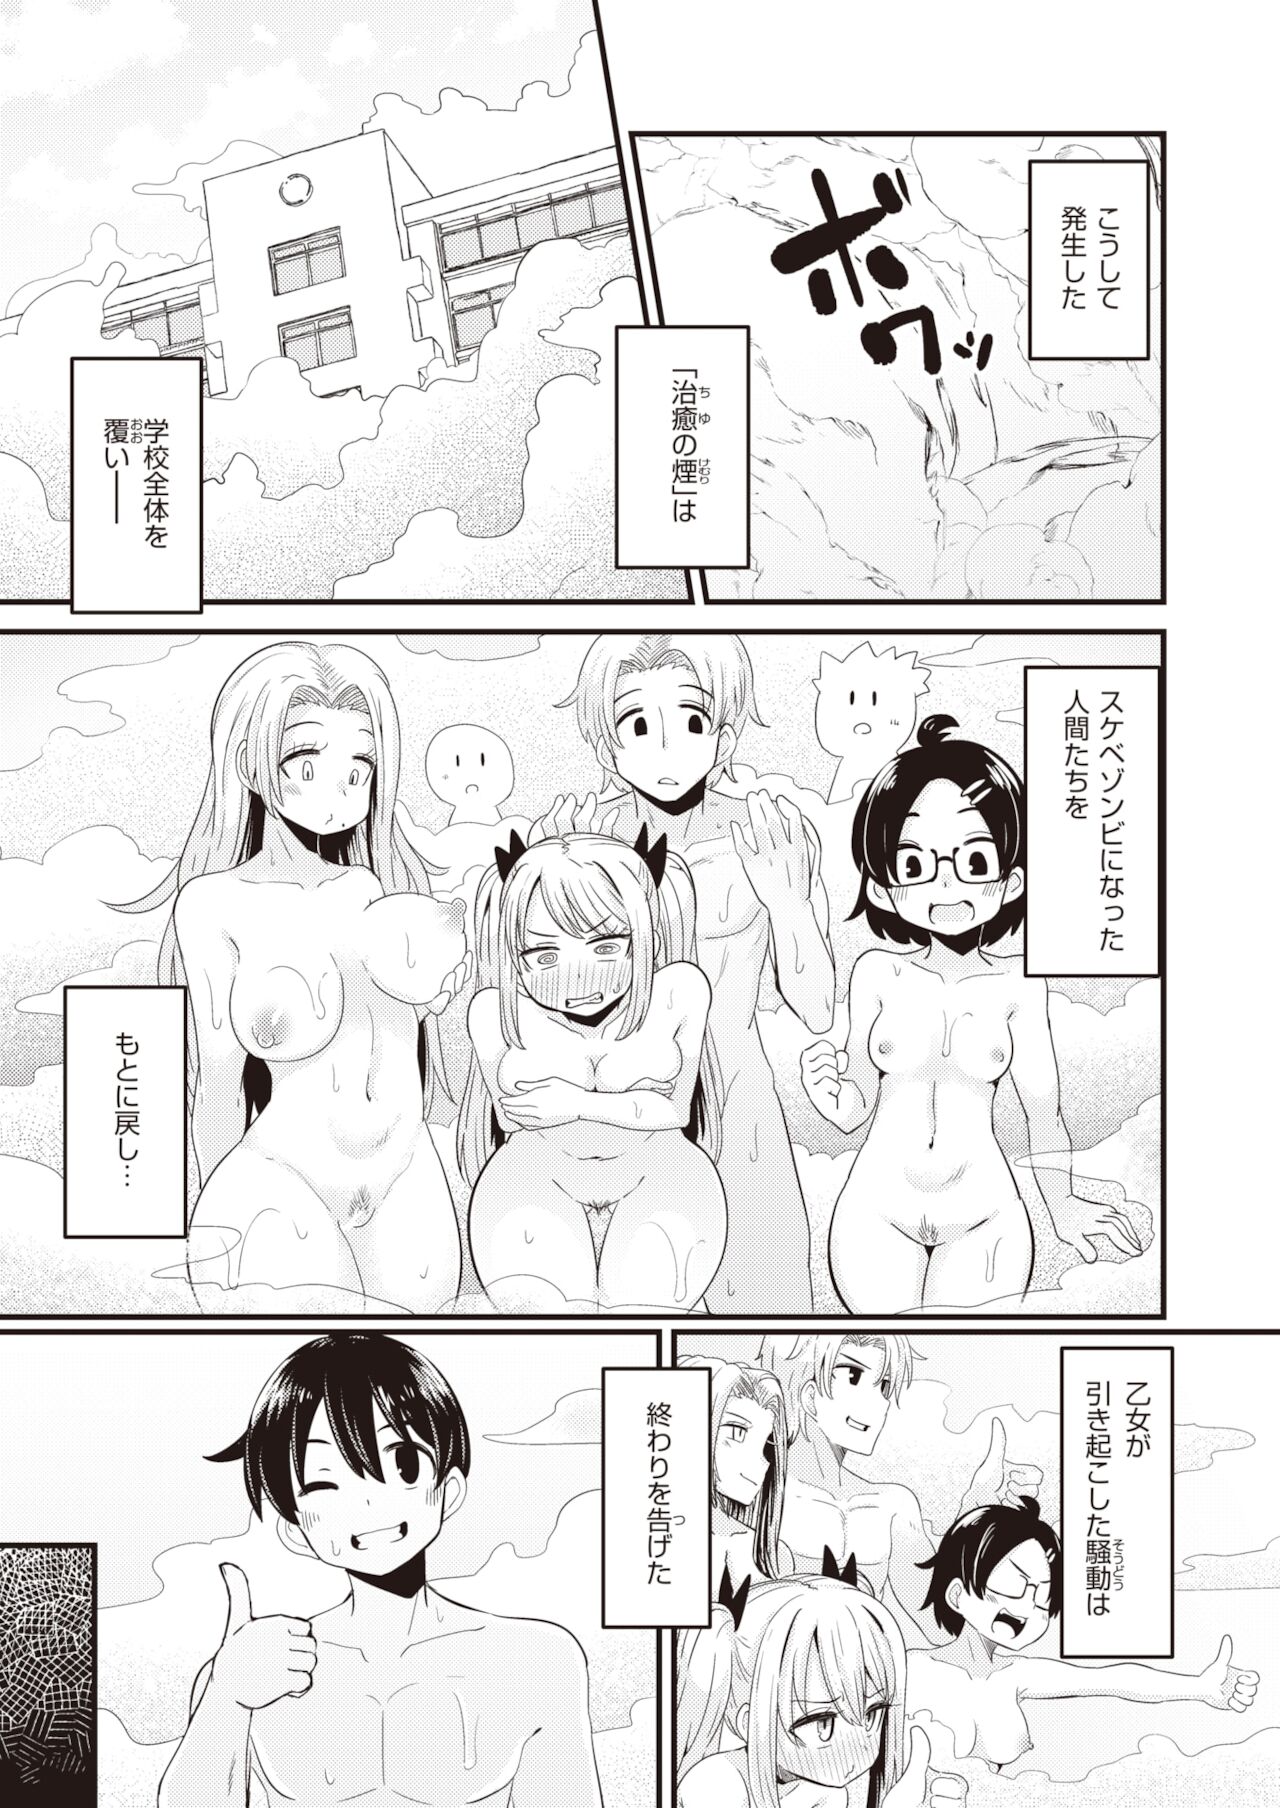 こうして
発生した
ボワッ
「治癒の煙」は
学校全体を
覆い――
スケベゾンビになった
人間たちを
もとに戻し…
乙女が
引き起こした騒動は
終わりを告げた